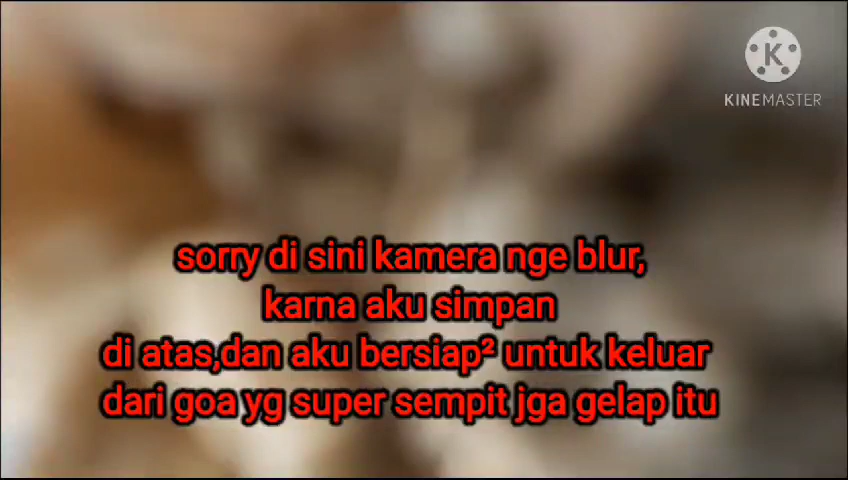 KINEMASTER
sorry di sini kamera nge blur,
karna aku simpan
di atas,dan aku bersiap² untuk keluar
dari goa yg super sempit jga gelap itu